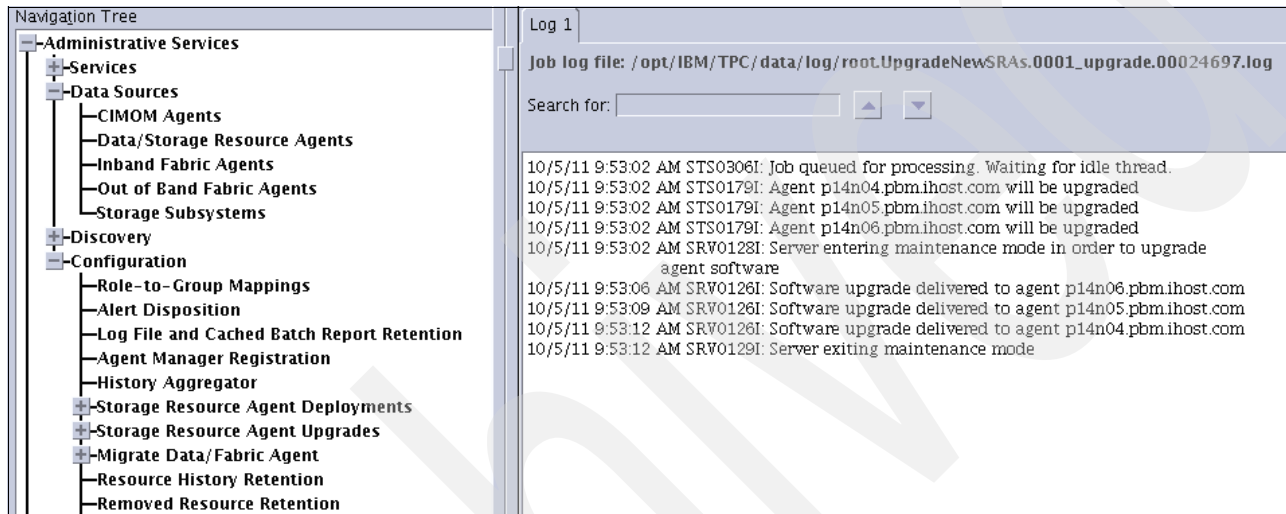 Navigation Tree
Administrative Services
Services
Data Sources
CIMOM Agents
Data/Storage Resource Agents
Inband Fabric Agents
Out of Band Fabric Agents
Storage Subsystems
Discovery
Configuration
Role-to-Group Mappings
Alert Disposition
Log File and Cached Batch Report Retention
Agent Manager Registration
History Aggregator
Storage Resource Agent Deployments
Storage Resource Agent Upgrades
Migrate Data/Fabric Agent
Resource History Retention
Removed Resource Retention
Log 1
Job log file: /opt/IBM/TPC/data/log/root.UpgradeNewSRAs.0001_upgrade.00024697.log
Search for:
10/5/11 9:53:02 AM STS0306I: Job queued for processing. Waiting for idle thread.
10/5/11 9:53:02 AM STS0179I: Agent p14n04.pbm.ihost.com will be upgraded
10/5/11 9:53:02 AM STS0179I: Agent p14n05.pbm.ihost.com will be upgraded
10/5/11 9:53:02 AM STS0179I: Agent p14n06.pbm.ihost.com will be upgraded
10/5/11 9:53:02 AM SRV0128I: Server entering maintenance mode in order to upgrade
agent software
10/5/11 9:53:06 AM SRV0126I: Software upgrade delivered to agent p14n06.pbm.ihost.com
10/5/11 9:53:09 AM SRV0126I: Software upgrade delivered to agent p14n05.pbm.ihost.com
10/5/11 9:53:12 AM SRV0126I: Software upgrade delivered to agent p14n04.pbm.ihost.com
10/5/11 9:53:12 AM SRV0129I: Server exiting maintenance mode